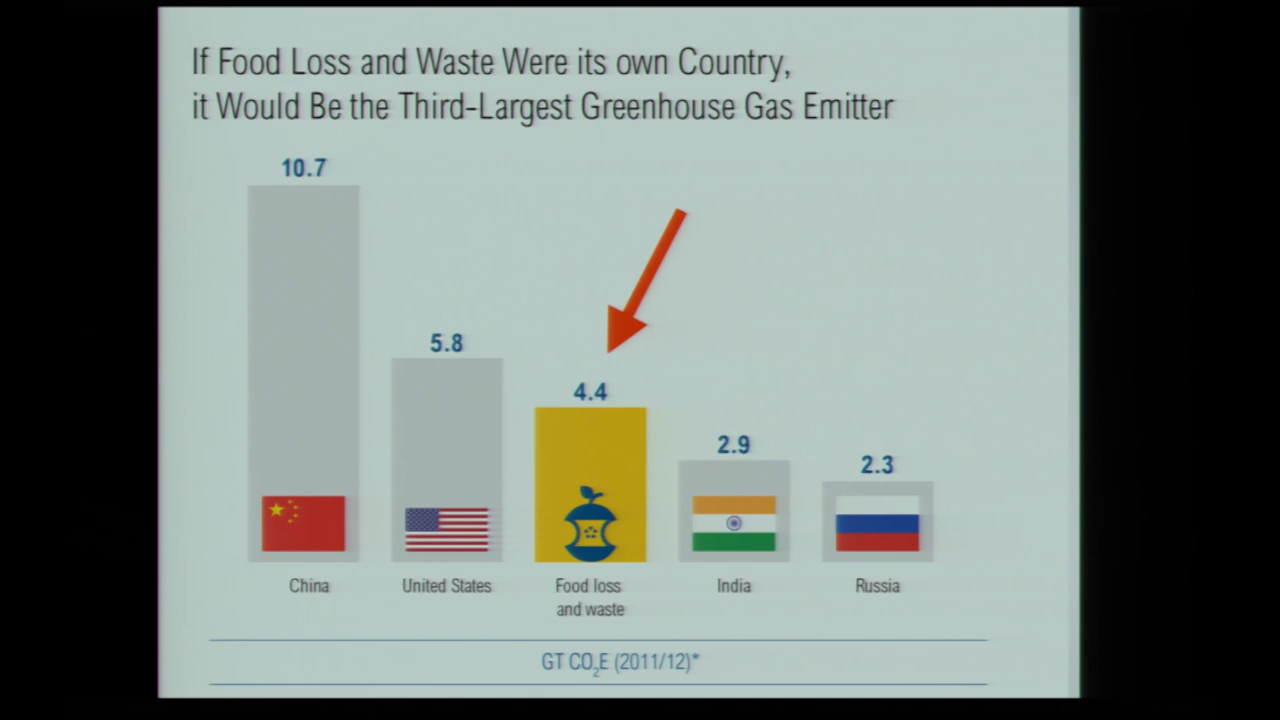 If Food Loss and Waste Were its own Country,
it Would Be the Third-Largest Greenhouse Gas Emitter
10.7
5.8
4.4
2.9
2.3
China
United States
Food loss
and waste
India
Russia
GT CO₂E (2011/12)*